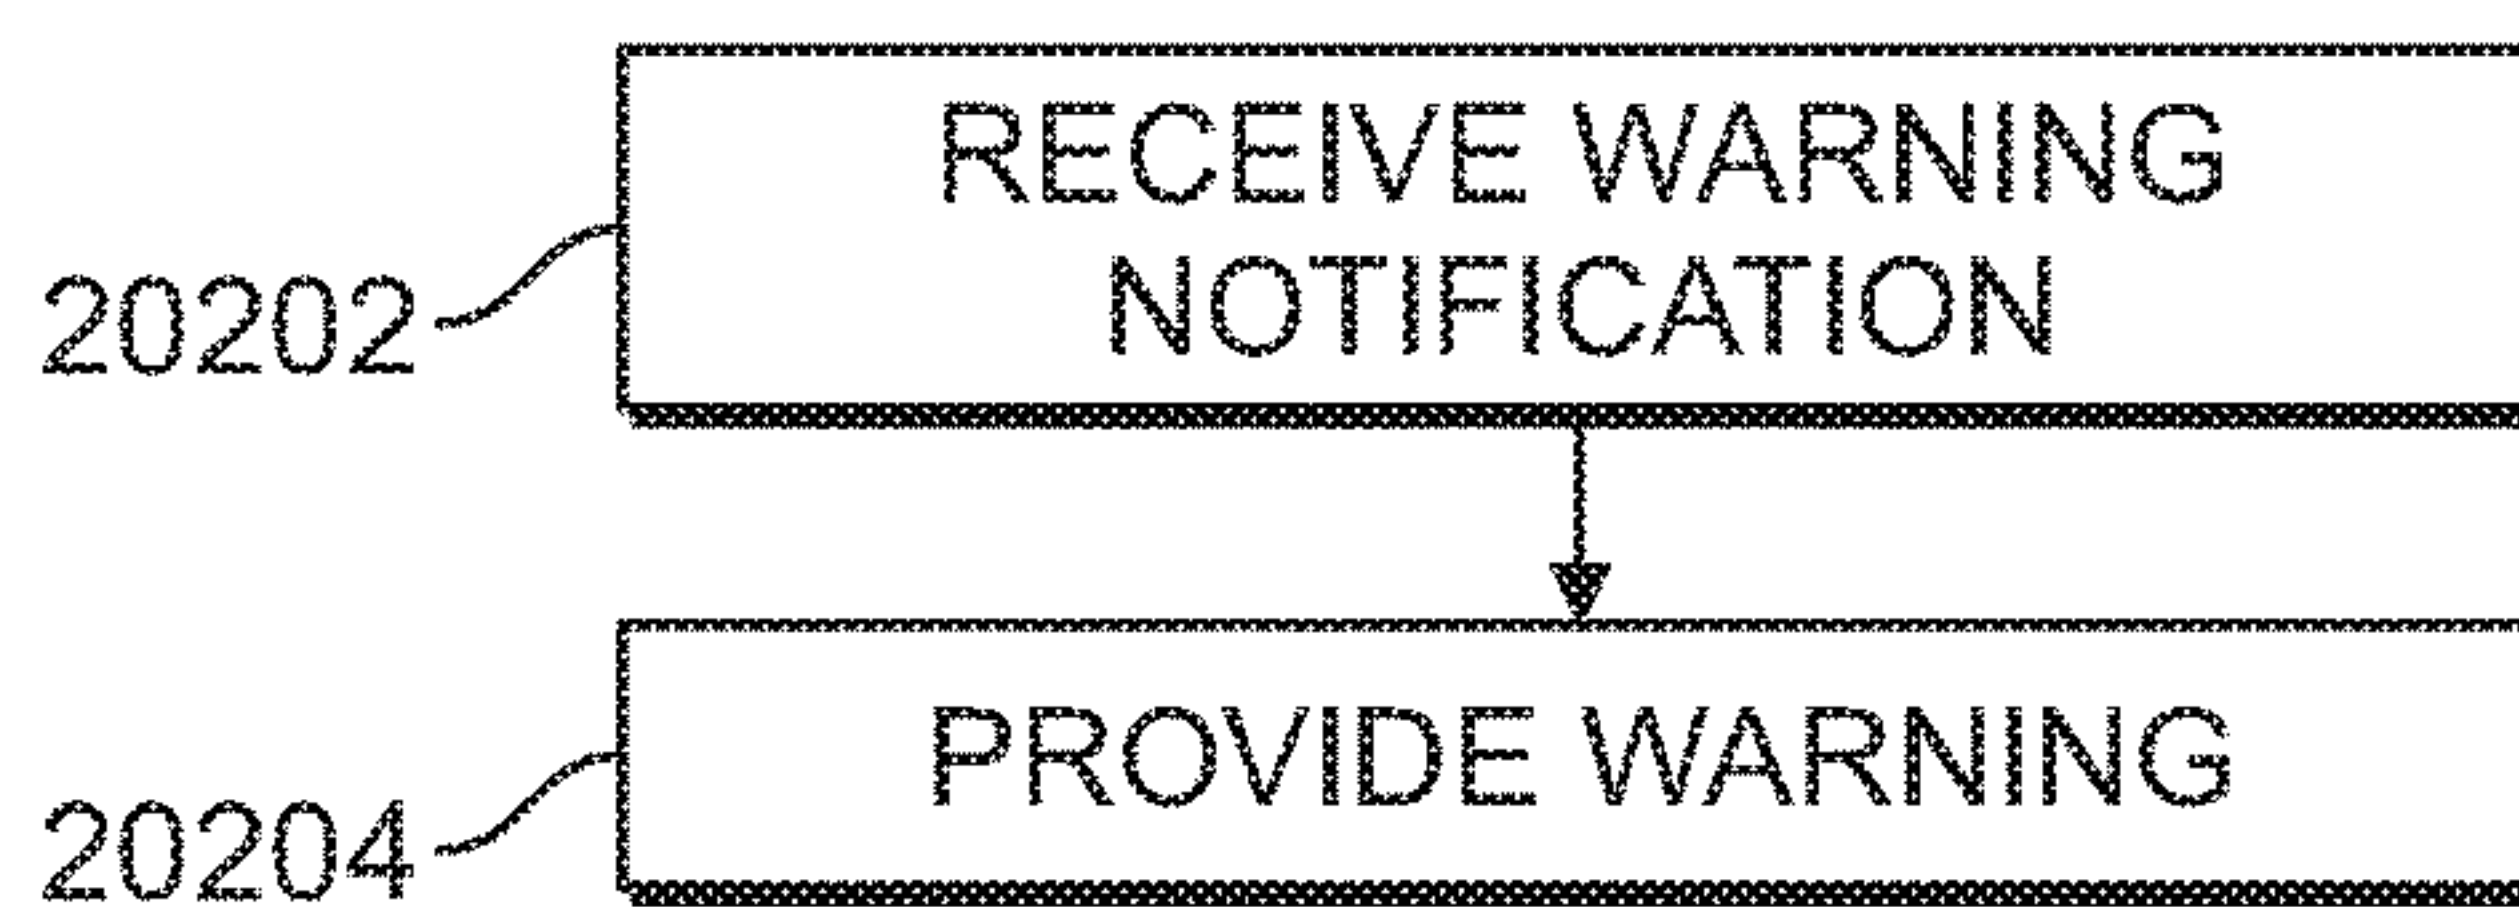 RECEIVE WARNING
NOTIFICATION
20202
PROVIDE WARNING
20204